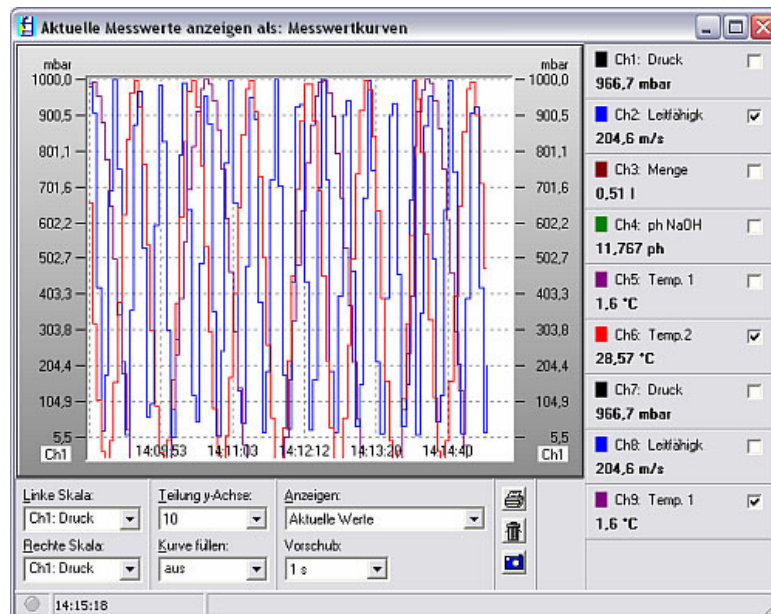 Aktuelle Messwerte anzeigen als: Messwertkurven
mbar
1000,0
900,5
801,1
701,6
602,2
502,7
403,3
303,8
204,4
104,9
5,5
Ch1
14:09:53 14:11:03 14:12:12 14:13:20 14:14:40
mbar
1000,0
900,5
801,1
701,6
602,2
502,7
403,3
303,8
204,4
104,9
5,5
Ch1
Ch1: Druck
966,7 mbar
Ch2: Leitfähigk
204,6 m/s
Ch3: Menge
0,51 l
Ch4: ph NaOH
11,767 ph
Ch5: Temp. 1
1,6 °C
Ch6: Temp.2
28,57 °C
Ch7: Druck
966,7 mbar
Ch8: Leitfähigk
204,6 m/s
Ch9: Temp. 1
1,6 °C
Linke Skala:
Ch1: Druck
Rechte Skala:
Ch1: Druck
Teilung y-Achse:
10
Kurve füllen:
aus
Anzeigen:
Aktuelle Werte
Vorschub:
1 s
14:15:18